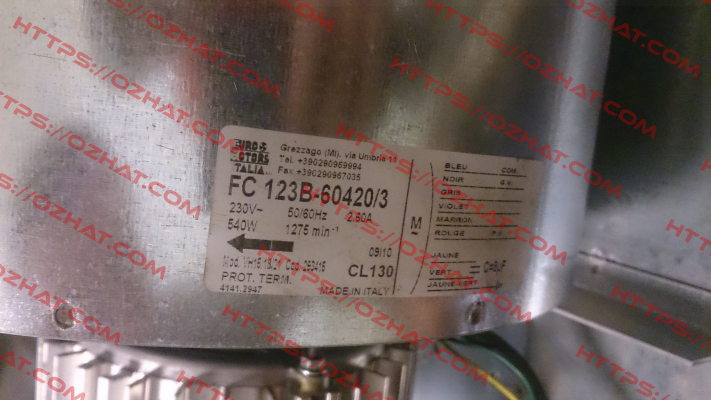 EURO
MOTORS
ITALIA
Grezzago (MI), via Umbria 16
Tel. +390290969994
Fax +390290967035
FC 123B-60420/3
230V~ 50/60Hz 2.60A
540W 1275 min⁻¹
09/10
CL130
PROT. TERM.
4141.2947
MADE IN ITALY
M
BLEU COM.
NOIR
GRIS
VIOLET
MARRON
ROUGE
JAUNE
VERT
JAUNE-VERT
HTTPS://OZHAT.COM